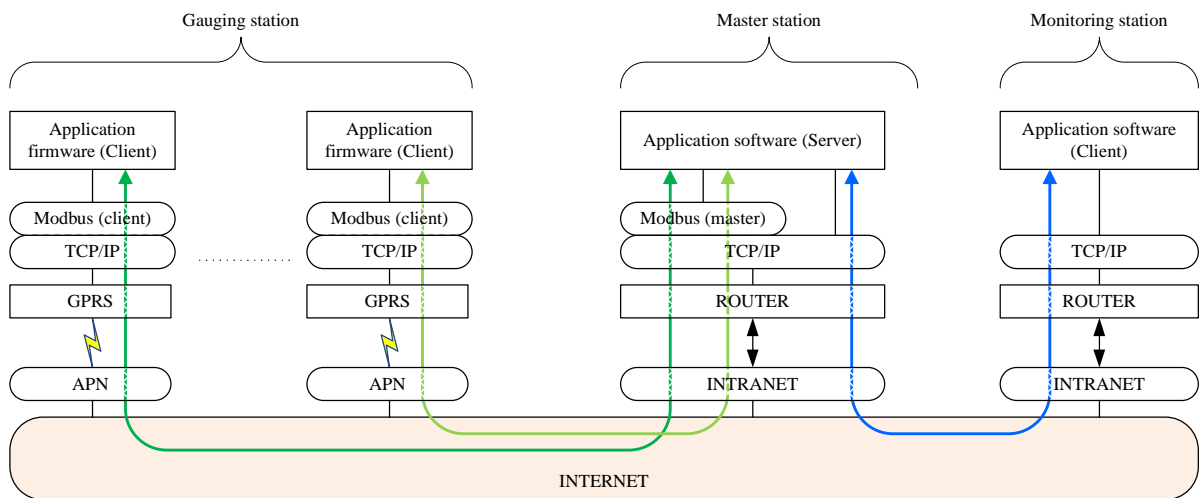 Gauging station
Master station
Monitoring station
Application
firmware (Client)
Application
firmware (Client)
Application software (Server)
Application software
(Client)
Modbus (client)
Modbus (client)
Modbus (master)
TCP/IP
TCP/IP
TCP/IP
TCP/IP
GPRS
GPRS
ROUTER
ROUTER
APN
APN
INTRANET
INTRANET
INTERNET